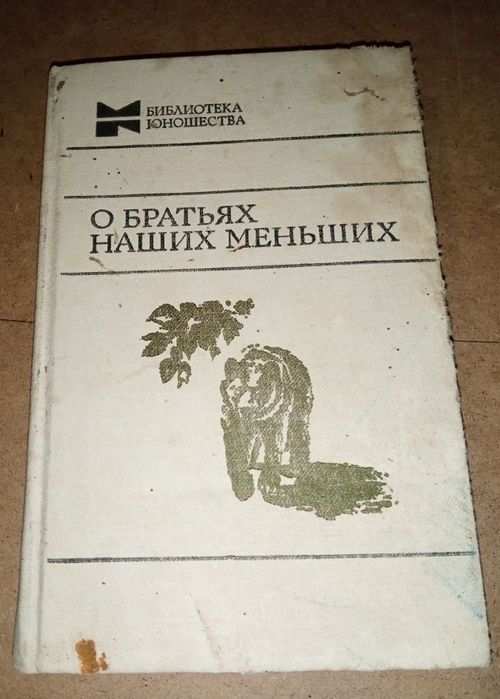 БИБЛИОТЕКА
ЮНОШЕСТВА
О БРАТЬЯХ
НАШИХ МЕНЬШИХ